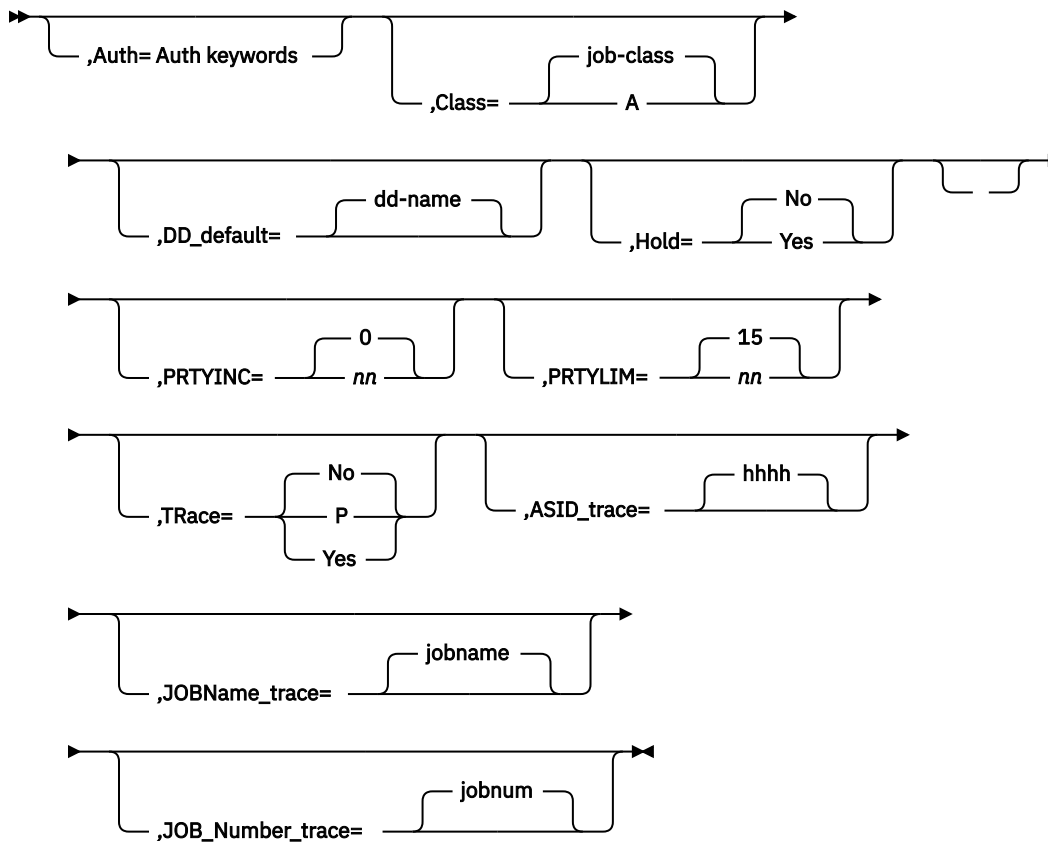 ,Auth= Auth keywords
job-class
,Class= A
dd-name
,DD_default=
No
,Hold= Yes
0
,PRTYINC= nn
15
,PRTYLIM= nn
No
,TRace= P
Yes
hhhh
,ASID_trace=
jobname
,JOBName_trace=
jobnum
,JOB_Number_trace=